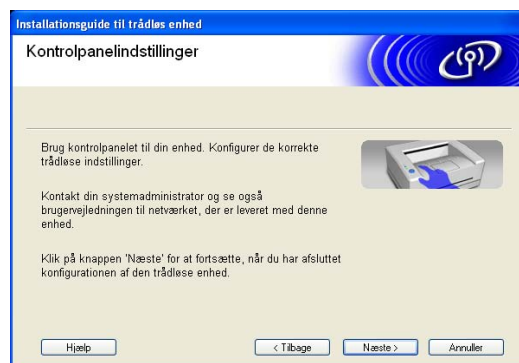 Installationsguide til trådløs enhed
Kontrolpanelindstillinger
Brug kontrolpanelet til din enhed. Konfigurer de korrekte
trådløse indstillinger.
Kontakt din systemadministrator og se også
brugervejledningen til netværket, der er leveret med denne
enhed.
Klik på knappen 'Næste' for at fortsætte, når du har afsluttet
konfigurationen af den trådløse enhed.
Hjælp
< Tilbage
Næste >
Annuller